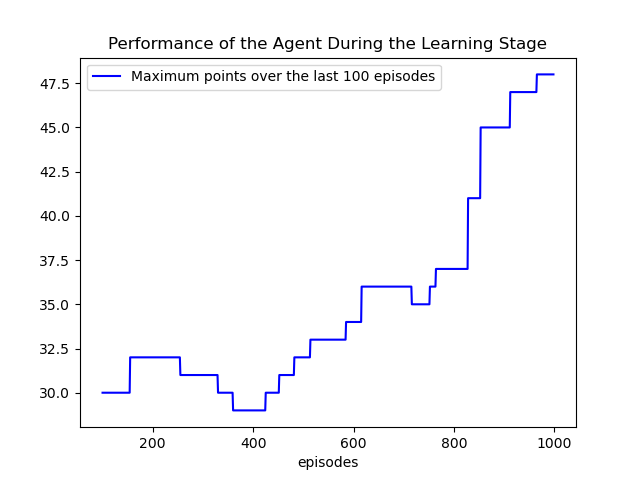 Performance of the Agent During the Learning Stage
Maximum points over the last 100 episodes
47.5
45.0
42.5
40.0
37.5
35.0
32.5
30.0
200 400 600 800 1000
episodes